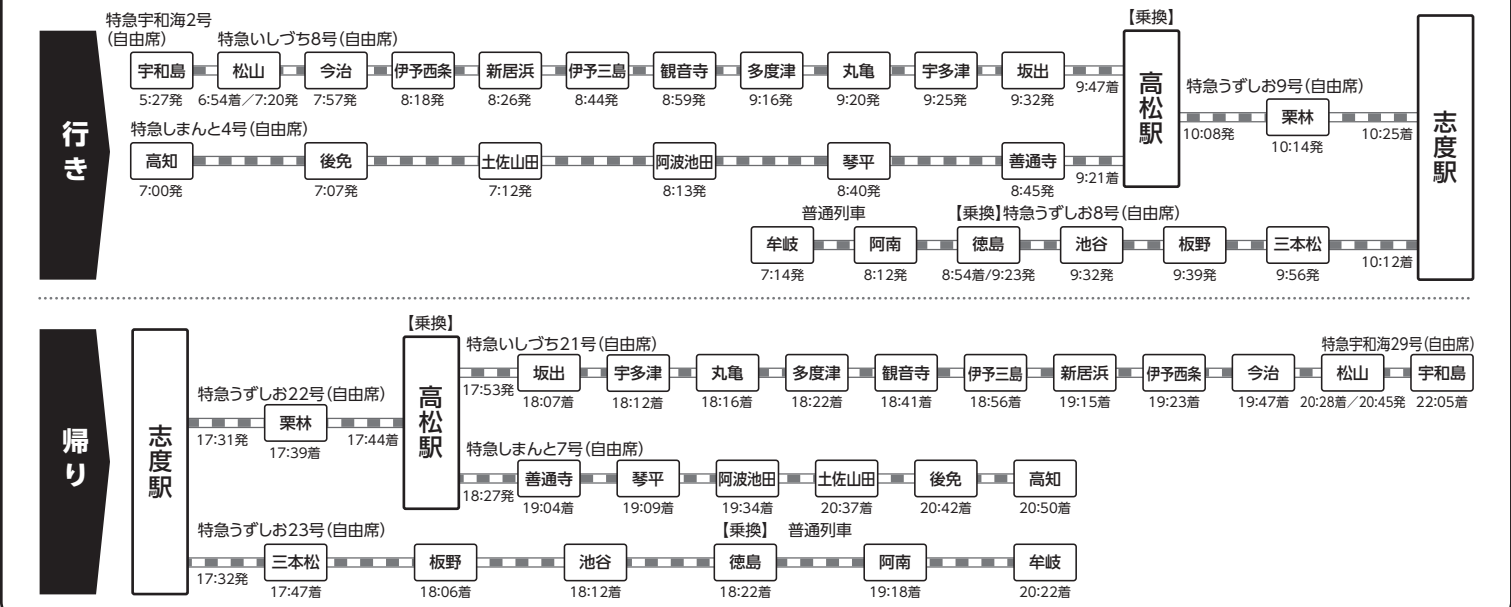 行き
特急宇和海2号
(自由席)
特急いしづち8号(自由席)
宇和島 松山 今治 伊予西条 新居浜 伊予三島 観音寺 多度津 丸亀 宇多津 坂出
5:27発 6:54着/7:20発 7:57発 8:18発 8:26発 8:44発 8:59発 9:16発 9:20発 9:25発 9:32発 9:47着
特急しまんと4号(自由席)
高知 後免 土佐山田 阿波池田 琴平 善通寺
7:00発 7:07発 7:12発 8:13発 8:40発 8:45発 9:21着
【乗換】
高松駅
特急うずしお9号(自由席)
栗林
10:08発 10:14発 10:25着
普通列車 【乗換】特急うずしお8号(自由席)
牟岐 阿南 徳島 池谷 板野 三本松
7:14発 8:12発 8:54着/9:23発 9:32発 9:39発 9:56発 10:12着
志度駅
帰り
志度駅
特急うずしお22号(自由席)
栗林
17:31発 17:39着 17:44着
【乗換】
高松駅
特急いしづち21号(自由席) 特急宇和海29号(自由席)
坂出 宇多津 丸亀 多度津 観音寺 伊予三島 新居浜 伊予西条 今治 松山 宇和島
17:53発 18:07着 18:12着 18:16着 18:22着 18:41着 18:56着 19:15着 19:23着 19:47着 20:28着/20:45発 22:05着
特急しまんと7号(自由席)
善通寺 琴平 阿波池田 土佐山田 後免 高知
18:27発 19:04着 19:09着 19:34着 20:37着 20:42着 20:50着
特急うずしお23号(自由席) 【乗換】 普通列車
三本松 板野 池谷 徳島 阿南 牟岐
17:32発 17:47着 18:06着 18:12着 18:22着 19:18着 20:22着